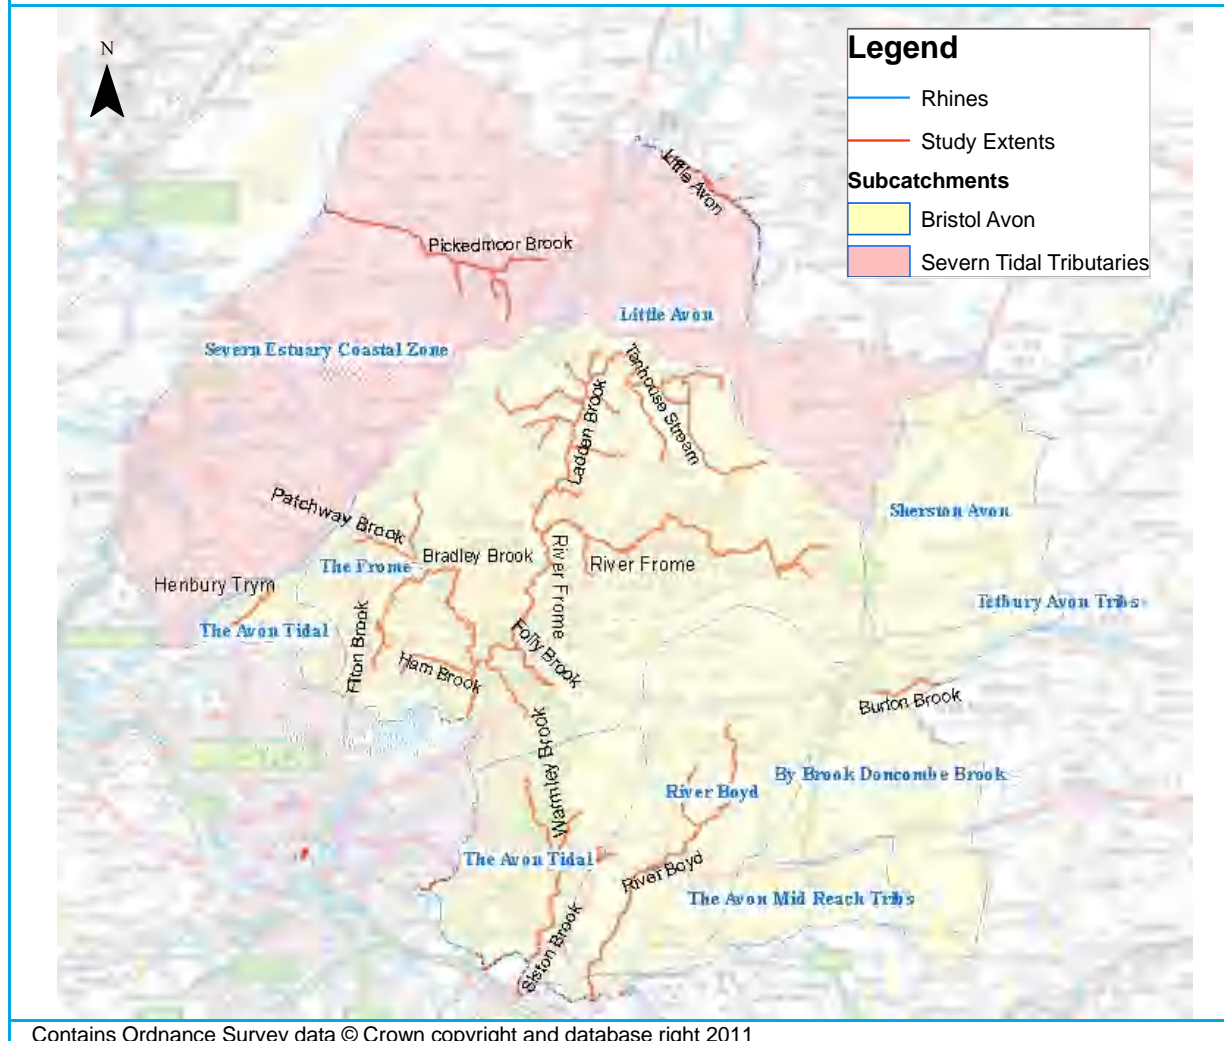 N
Legend
Rhines
Study Extents
Subcatchments
Bristol Avon
Severn Tidal Tributaries
Little Avon
Pickedmoor Brook
Little Avon
Severn Estuary Coastal Zone
Tanhouse Stream
Ladden Brook
Patchway Brook
Sherston Avon
Bradley Brook
River Frome
River Frome
The Frome
Henbury Trym
The Avon Tidal
Tetbury Avon Tribs
Filton Brook
Folly Brook
Ham Brook
Burton Brook
Warmley Brook
By Brook Doncombe Brook
River Boyd
The Avon Tidal
River Boyd
The Avon Mid Reach Tribs
Siston Brook
Contains Ordnance Survey data © Crown copyright and database right 2011